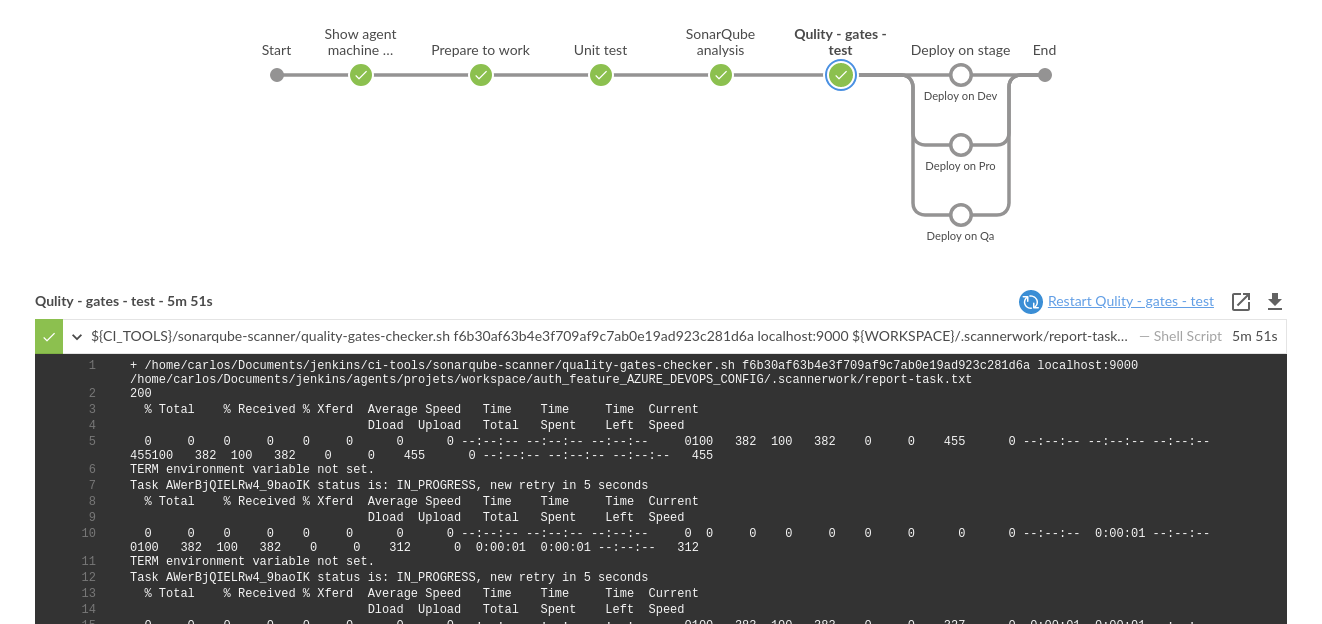 Start
Show agent
machine ...
Prepare to work
Unit test
SonarQube
analysis
Qulity - gates -
test
Deploy on stage
End
Deploy on Dev
Deploy on Pro
Deploy on Qa
Qulity - gates - test - 5m 51s
Restart Qulity - gates - test
${CI_TOOLS}/sonarqube-scanner/quality-gates-checker.sh f6b30af63b4e3f709af9c7ab0e19ad923c281d6a localhost:9000 ${WORKSPACE}/.scannerwork/report-task... — Shell Script 5m 51s
1 + /home/carlos/Documents/jenkins/ci-tools/sonarqube-scanner/quality-gates-checker.sh f6b30af63b4e3f709af9c7ab0e19ad923c281d6a localhost:9000
/home/carlos/Documents/jenkins/agents/projets/workspace/auth_feature_AZURE_DEVOPS_CONFIG/.scannerwork/report-task.txt
2 200
3 % Total % Received % Xferd Average Speed Time Time Time Current
4 Dload Upload Total Spent Left Speed
5 0 0 0 0 0 0 0 0 --:--:-- --:--:-- --:--:-- 0100 382 100 382 0 0 455 0 --:--:-- --:--:-- --:--:--
455100 382 100 382 0 0 455 0 --:--:-- --:--:-- --:--:-- 455
6 TERM environment variable not set.
7 Task AWerBjQIELRw4_9baoIK status is: IN_PROGRESS, new retry in 5 seconds
8 % Total % Received % Xferd Average Speed Time Time Time Current
9 Dload Upload Total Spent Left Speed
10 0 0 0 0 0 0 0 0 --:--:-- --:--:-- --:--:-- 0 0 0 0 0 0 0 0 0 --:--:-- 0:00:01 --:--:--
0100 382 100 382 0 0 312 0 0:00:01 0:00:01 --:--:-- 312
11 TERM environment variable not set.
12 Task AWerBjQIELRw4_9baoIK status is: IN_PROGRESS, new retry in 5 seconds
13 % Total % Received % Xferd Average Speed Time Time Time Current
14 Dload Upload Total Spent Left Speed